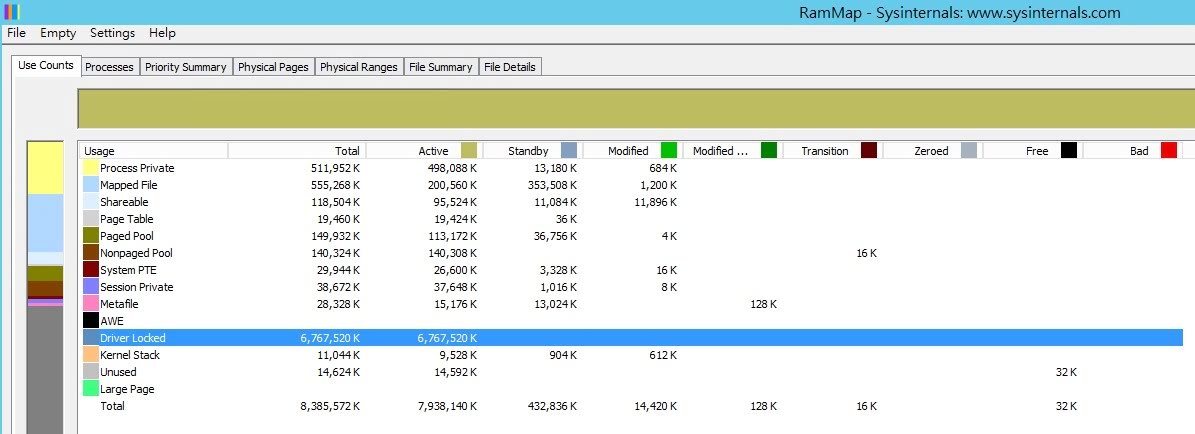 RamMap - Sysinternals: www.sysinternals.com
File Empty Settings Help
Use Counts Processes Priority Summary Physical Pages Physical Ranges File Summary File Details
Usage Total Active Standby Modified Modified ... Transition Zeroed Free Bad
Process Private 511,952 K 498,088 K 13,180 K 684 K
Mapped File 555,268 K 200,560 K 353,508 K 1,200 K
Shareable 118,504 K 95,524 K 11,084 K 11,896 K
Page Table 19,460 K 19,424 K 36 K
Paged Pool 149,932 K 113,172 K 36,756 K 4 K
Nonpaged Pool 140,324 K 140,308 K 16 K
System PTE 29,944 K 26,600 K 3,328 K 16 K
Session Private 38,672 K 37,648 K 1,016 K 8 K
Metafile 28,328 K 15,176 K 13,024 K 128 K
AWE
Driver Locked 6,767,520 K 6,767,520 K
Kernel Stack 11,044 K 9,528 K 904 K 612 K
Unused 14,624 K 14,592 K 32 K
Large Page
Total 8,385,572 K 7,938,140 K 432,836 K 14,420 K 128 K 16 K 32 K